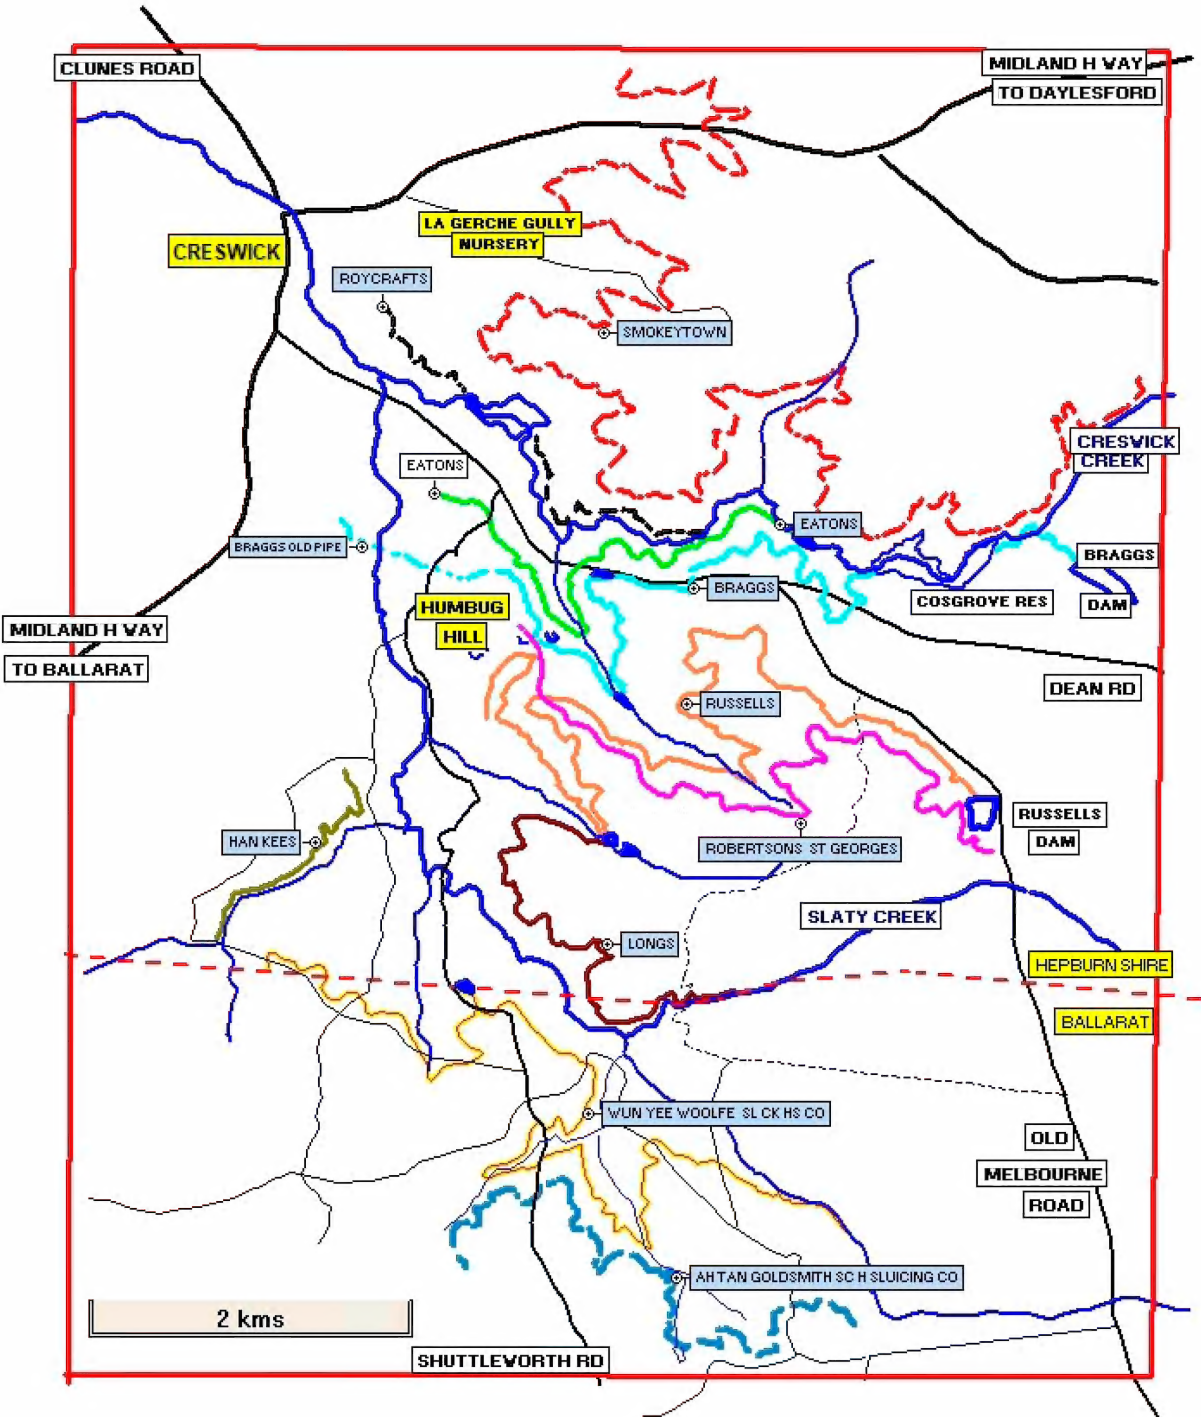 CLUNES ROAD
MIDLAND H WAY
TO DAYLESFORD
LA GERCHE GULLY
NURSERY
CRESWICK
ROYCRAFTS
SMOKEYTOWN
CRESWICK
CREEK
EATONS
EATONS
BRAGGS OLD PIPE
BRAGGS
DAM
BRAGGS
COSGROVE RES
HUMBUG
HILL
MIDLAND H WAY
TO BALLARAT
DEAN RD
RUSSELLS
RUSSELLS
DAM
HAN KEES
ROBERTSONS ST GEORGES
SLATY CREEK
LONGS
HEPBURN SHIRE
BALLARAT
WUN YEE WOOLFE SL CK HS CO
OLD
MELBOURNE
ROAD
AH TAN GOLDSMITH SC H SLUICING CO
2 kms
SHUTTLEWORTH RD